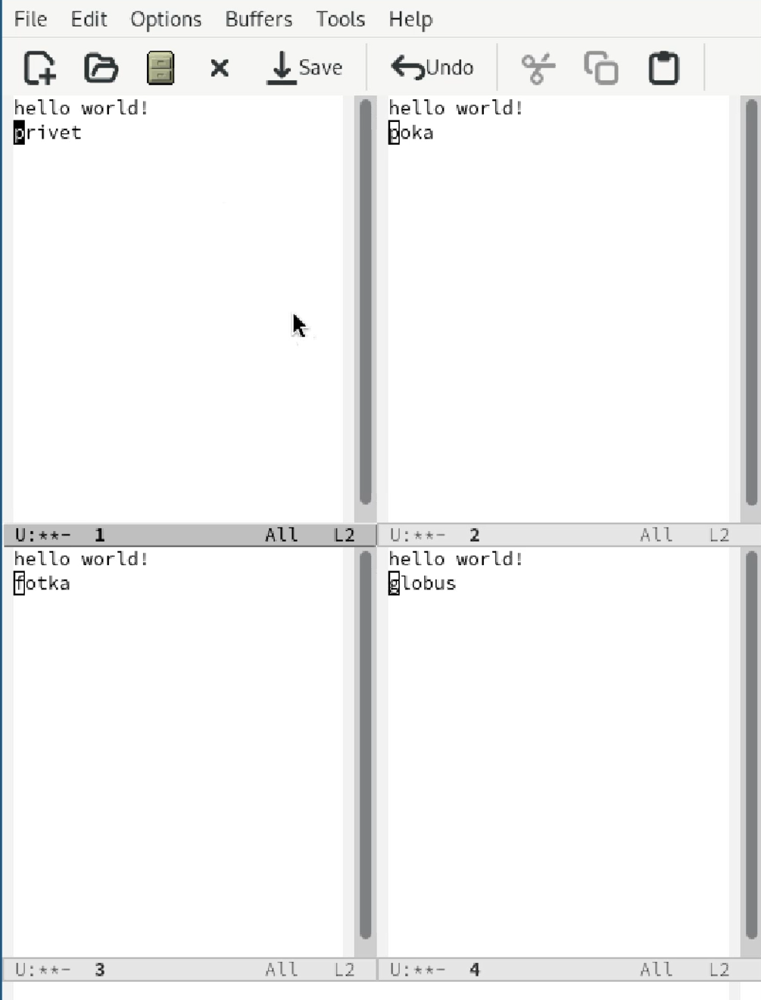 File Edit Options Buffers Tools Help
Save Undo
hello world!
privet
hello world!
poka
U:**- 1 All L2
U:**- 2 All L2
hello world!
fotka
hello world!
globus
U:**- 3 All L2
U:**- 4 All L2